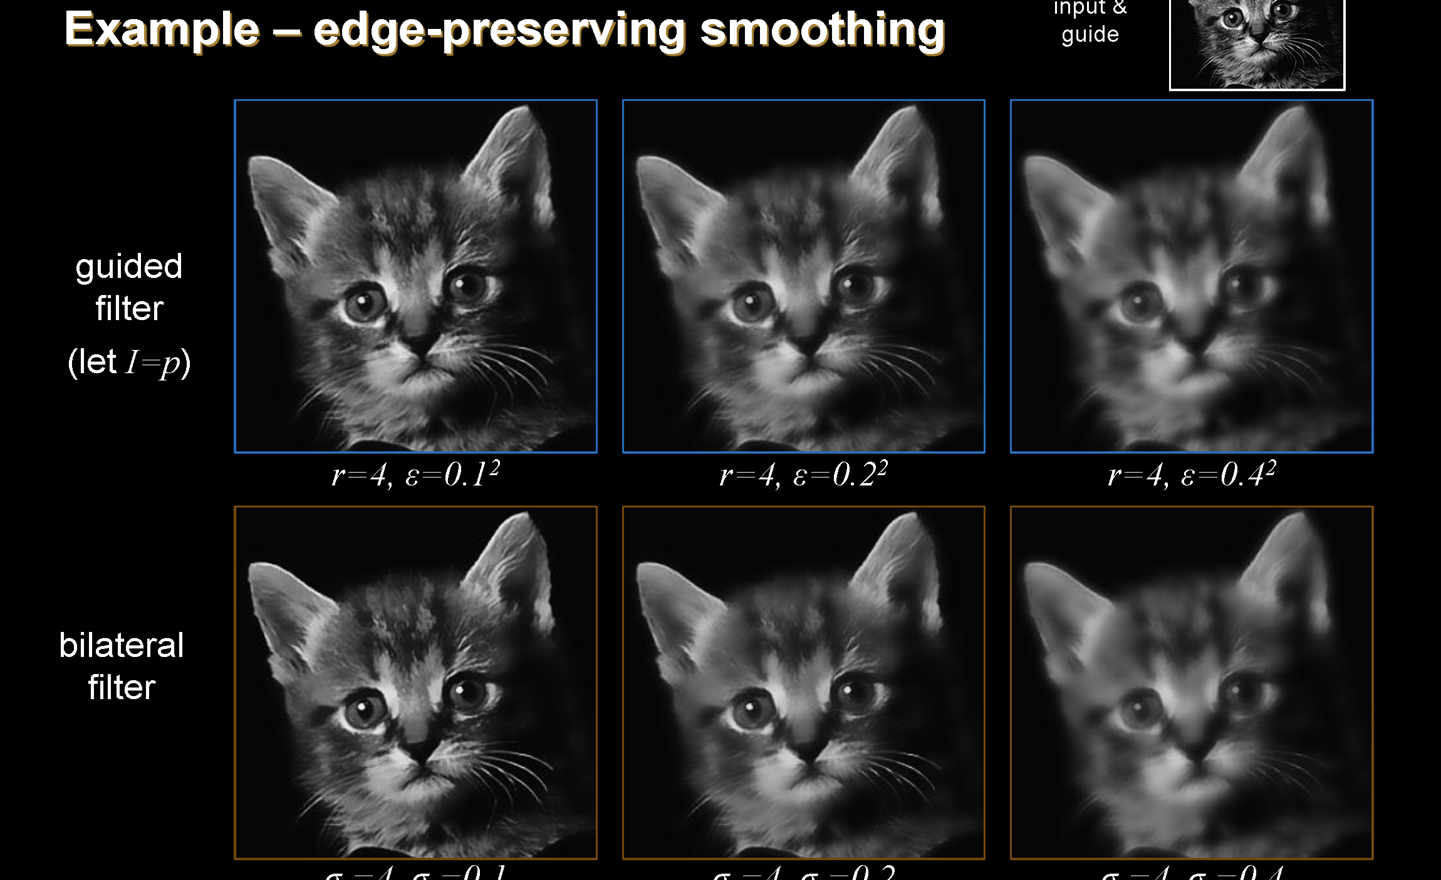 Example – edge-preserving smoothing
input &
guide
guided
filter
(let I=p)
r=4, ε=0.1²
r=4, ε=0.2²
r=4, ε=0.4²
bilateral
filter